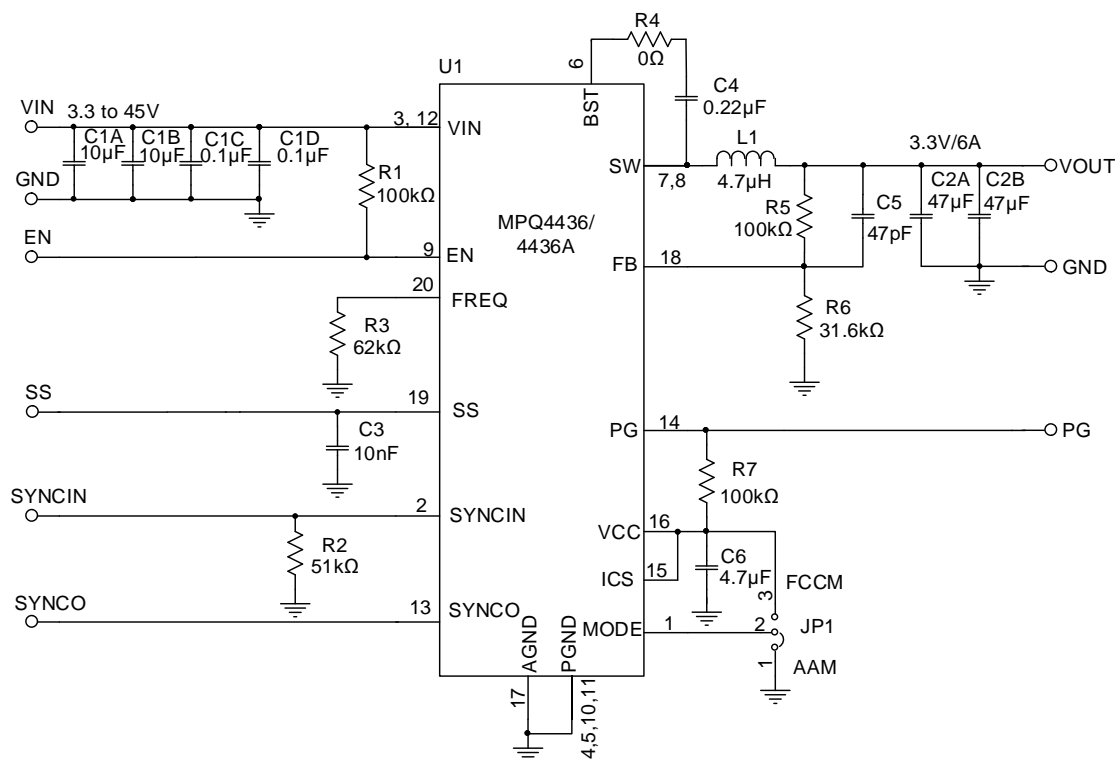 R4
0Ω
6
BST
C4
0.22µF
U1
VIN
3.3 to 45V
C1A
10µF
C1B
10µF
C1C
0.1µF
C1D
0.1µF
3, 12
VIN
GND
R1
100kΩ
EN
9
EN
20
FREQ
R3
62kΩ
SS
19
SS
C3
10nF
SYNCIN
2
SYNCIN
R2
51kΩ
SYNCO
13
SYNCO
MPQ4436/
4436A
SW
7,8
L1
4.7µH
3.3V/6A
VOUT
R5
100kΩ
C5
47pF
C2A
47µF
C2B
47µF
FB
18
GND
R6
31.6kΩ
PG
14
PG
R7
100kΩ
VCC
16
ICS
15
C6
4.7µF
FCCM
3
MODE
1
2
JP1
1
AAM
AGND
PGND
17
4,5,10,11